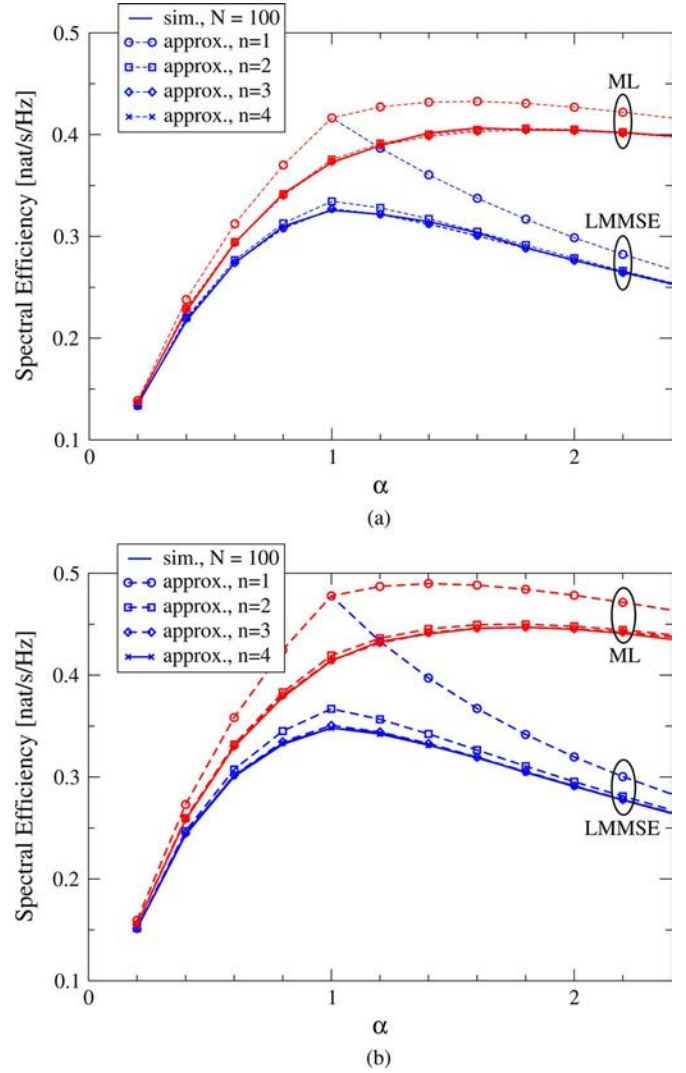 sim., N = 100
approx., n=1
approx., n=2
approx., n=3
approx., n=4
0.5
0.4
0.3
0.2
0.1
Spectral Efficiency [nat/s/Hz]
ML
LMMSE
0
1
2
α
(a)
sim., N = 100
approx., n=1
approx., n=2
approx., n=3
approx., n=4
0.5
0.4
0.3
0.2
0.1
Spectral Efficiency [nat/s/Hz]
ML
LMMSE
0
1
2
α
(b)